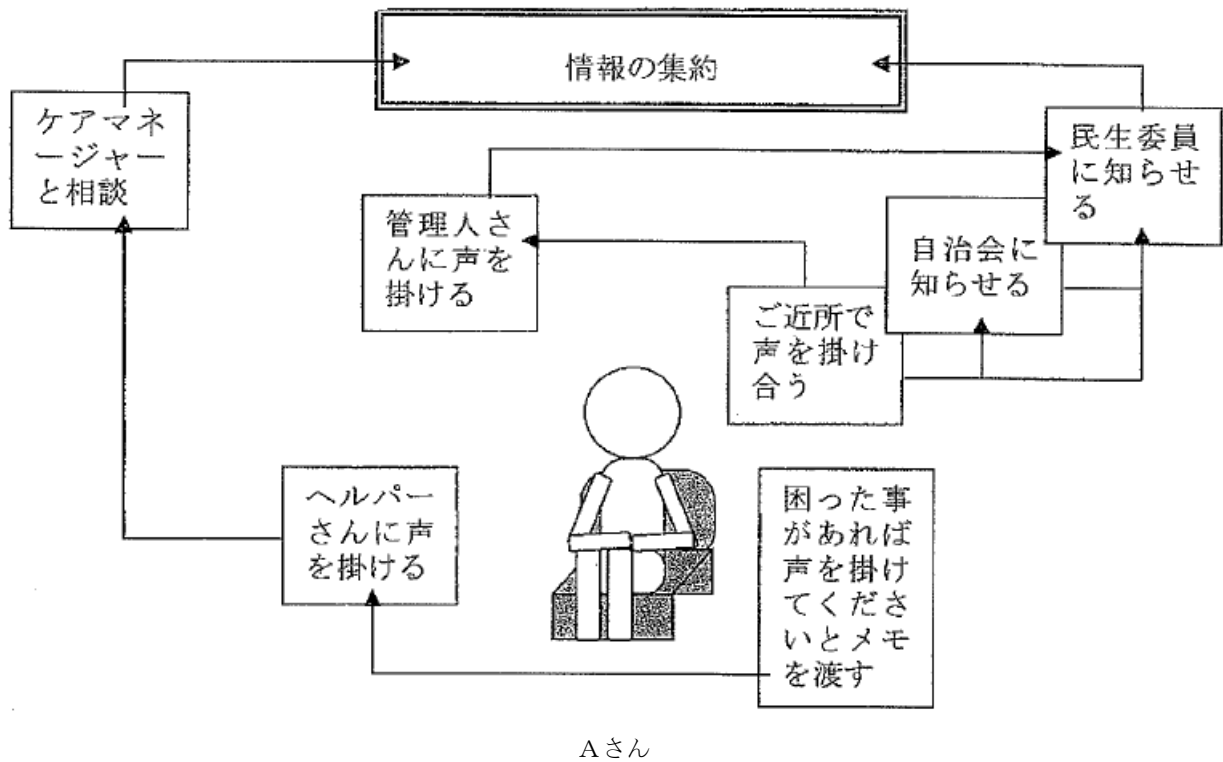 情報の集約
ケアマネ
ージャー
と相談
民生委員
に知らせ
る
管理人さ
んに声を
掛ける
自治会に
知らせる
ご近所で
声を掛け
合う
ヘルパー
さんに声
を掛ける
困った事
があれば
声を掛け
てくださ
いとメモ
を渡す
Aさん